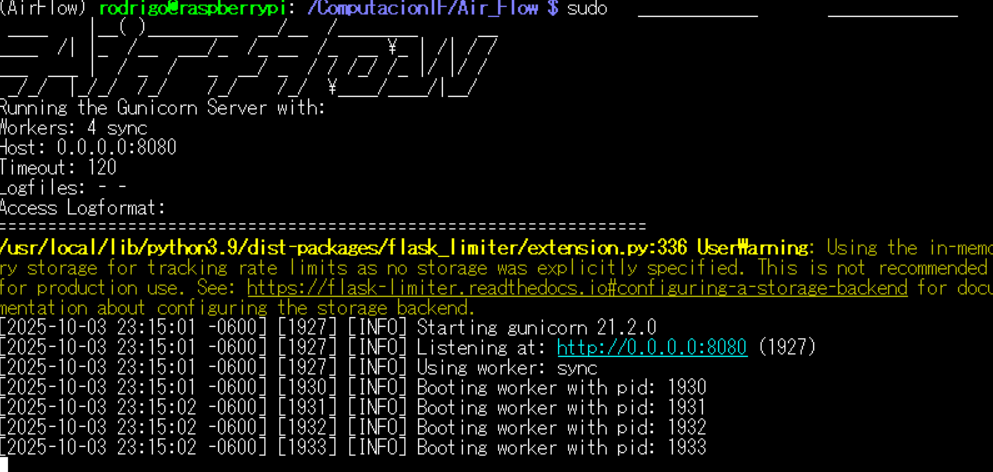 (AirFlow) rodrigo@raspberrypi: /ComputacionIF/Air_Flow $ sudo
AirFlow
Running the Gunicorn Server with:
Workers: 4 sync
Host: 0.0.0.0:8080
Timeout: 120
Logfiles: - -
Access Logformat:
=================================================================
/usr/local/lib/python3.9/dist-packages/flask_limiter/extension.py:336 UserWarning: Using the in-memo
ry storage for tracking rate limits as no storage was explicitly specified. This is not recommended
for production use. See: https://flask-limiter.readthedocs.io#configuring-a-storage-backend for docu
mentation about configuring the storage backend.
[2025-10-03 23:15:01 -0600] [1927] [INFO] Starting gunicorn 21.2.0
[2025-10-03 23:15:01 -0600] [1927] [INFO] Listening at: http://0.0.0.0:8080 (1927)
[2025-10-03 23:15:01 -0600] [1927] [INFO] Using worker: sync
[2025-10-03 23:15:01 -0600] [1930] [INFO] Booting worker with pid: 1930
[2025-10-03 23:15:02 -0600] [1931] [INFO] Booting worker with pid: 1931
[2025-10-03 23:15:02 -0600] [1932] [INFO] Booting worker with pid: 1932
[2025-10-03 23:15:02 -0600] [1933] [INFO] Booting worker with pid: 1933